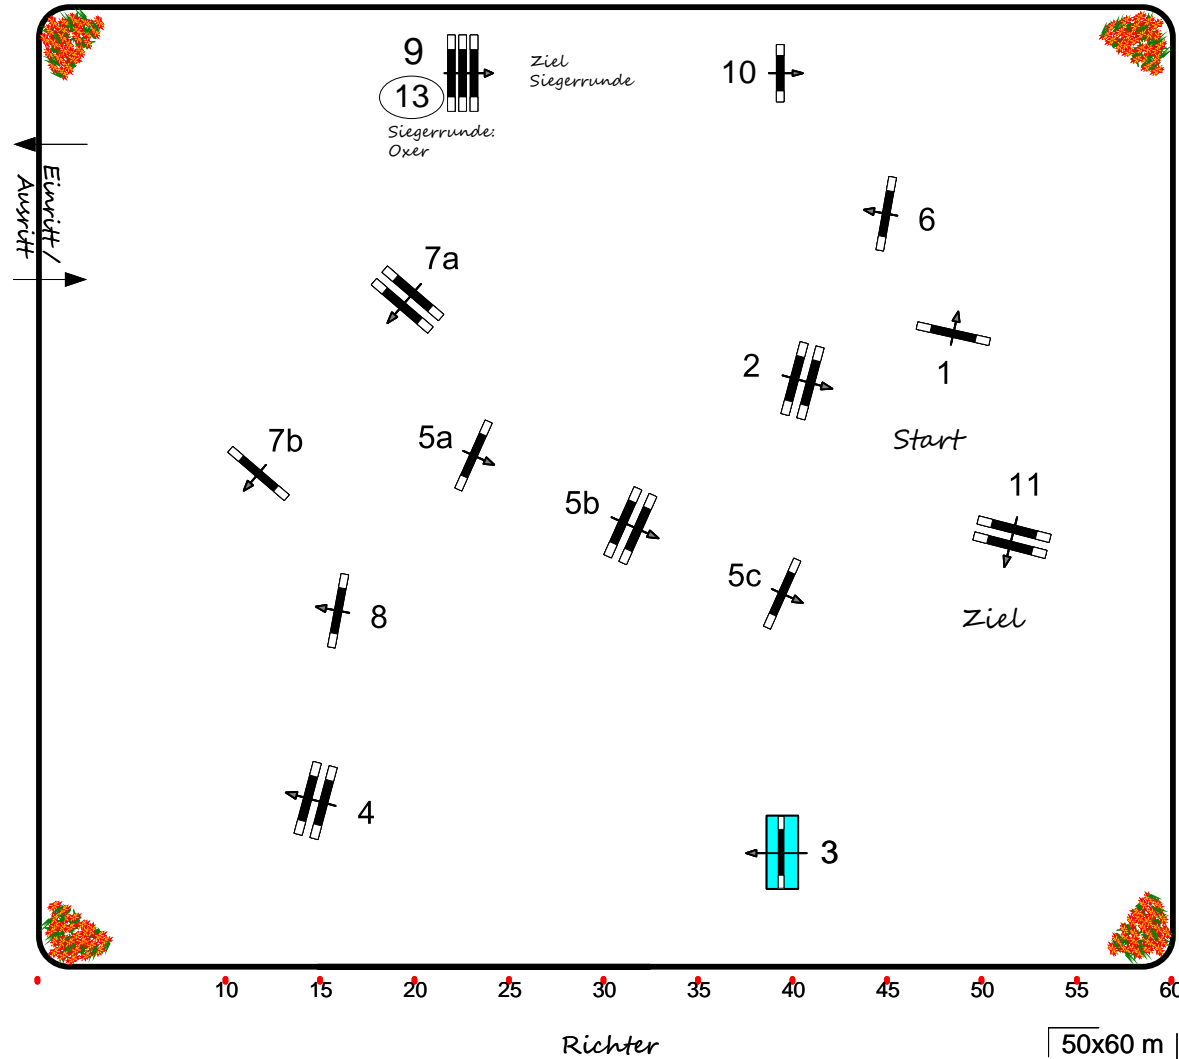 9
13
Siegerrunde:
Oxer
Ziel
Siegerrunde
10
Einritt /
Ausritt
6
7a
2
1
Start
7b
5a
5b
11
5c
Ziel
8
4
3
10 15 20 25 30 35 40 45 50 55 60
Richter
50x60 m